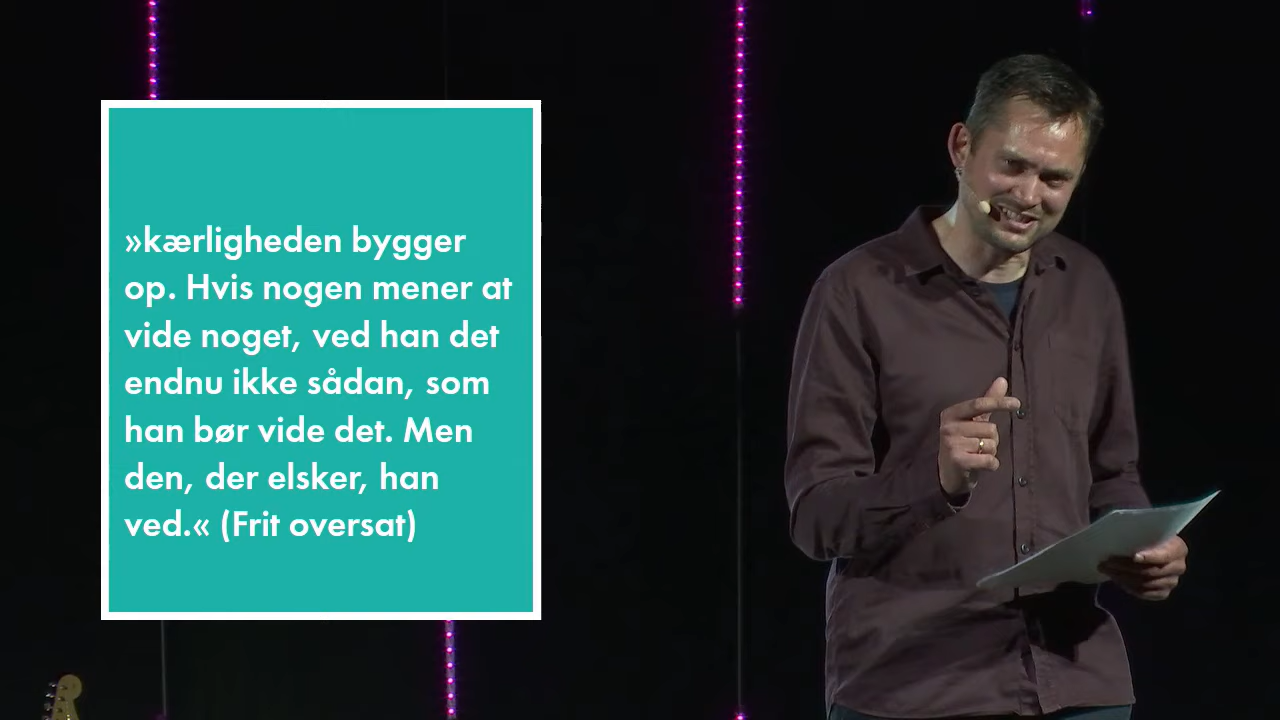 »kærligheden bygger
op. Hvis nogen mener at
vide noget, ved han det
endnu ikke sådan, som
han bør vide det. Men
den, der elsker, han
ved.« (Frit oversat)